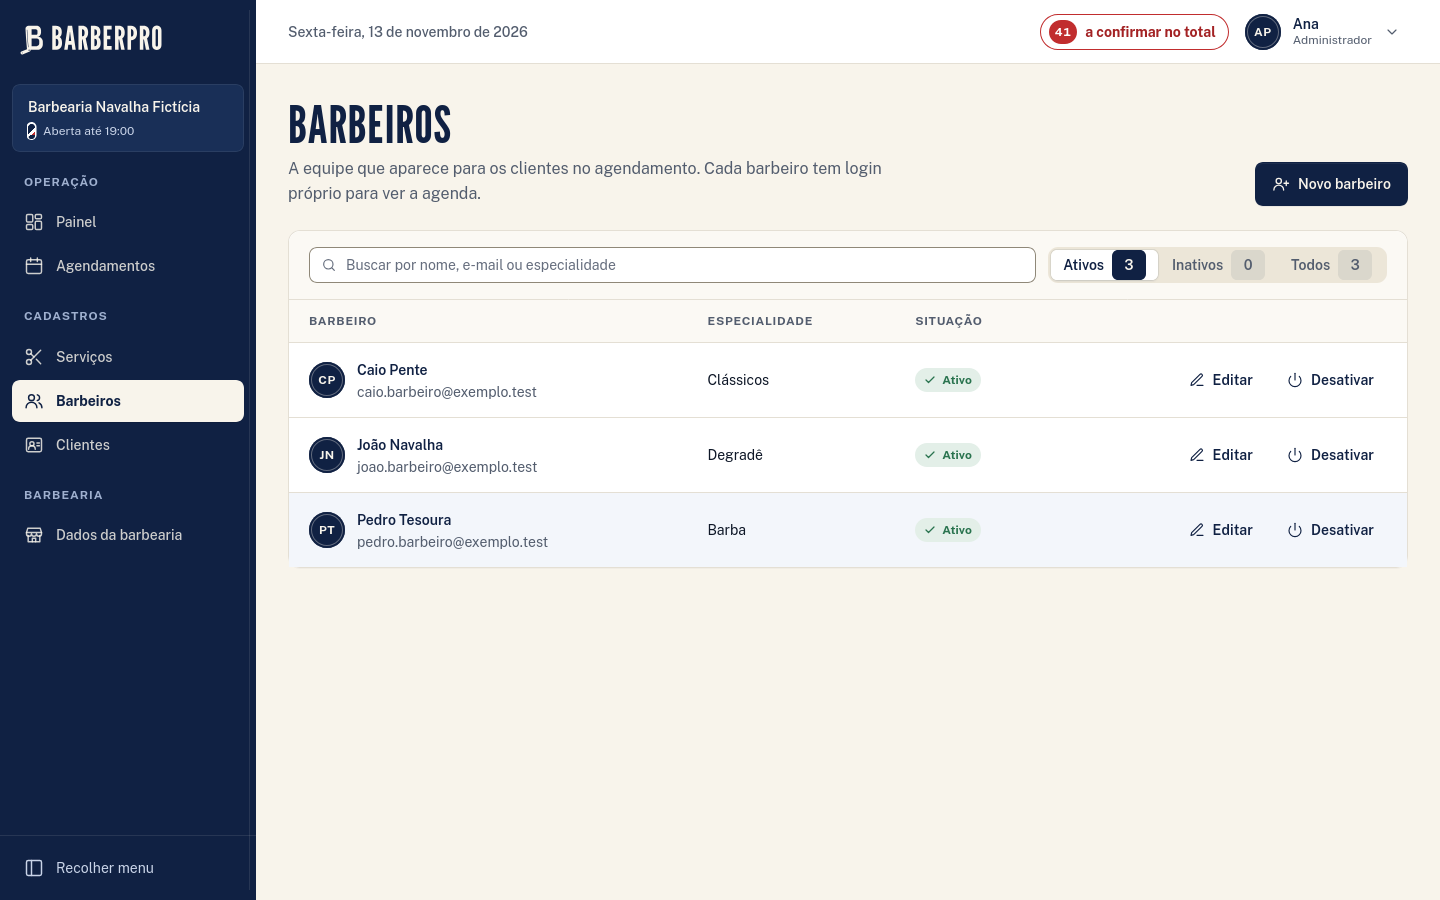 BARBERPRO
Barbearia Navalha Fictícia
Aberta até 19:00
OPERAÇÃO
Painel
Agendamentos
CADASTROS
Serviços
Barbeiros
Clientes
BARBEARIA
Dados da barbearia
Recolher menu
Sexta-feira, 13 de novembro de 2026
41 a confirmar no total
AP
Ana
Administrador
BARBEIROS
A equipe que aparece para os clientes no agendamento. Cada barbeiro tem login
próprio para ver a agenda.
Novo barbeiro
Buscar por nome, e-mail ou especialidade
Ativos 3 Inativos 0 Todos 3
BARBEIRO ESPECIALIDADE SITUAÇÃO
CP Caio Pente
caio.barbeiro@exemplo.test
Clássicos Ativo Editar Desativar
JN João Navalha
joao.barbeiro@exemplo.test
Degradê Ativo Editar Desativar
PT Pedro Tesoura
pedro.barbeiro@exemplo.test
Barba Ativo Editar Desativar